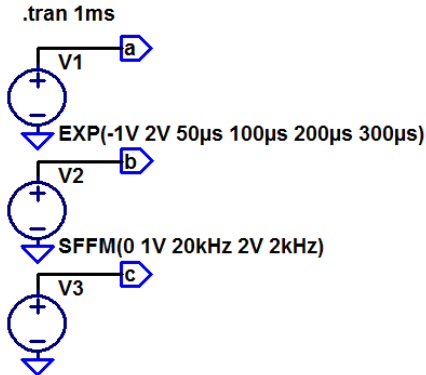 .tran 1ms
a
V1
EXP(-1V 2V 50µs 100µs 200µs 300µs)
b
V2
SFFM(0 1V 20kHz 2V 2kHz)
c
V3